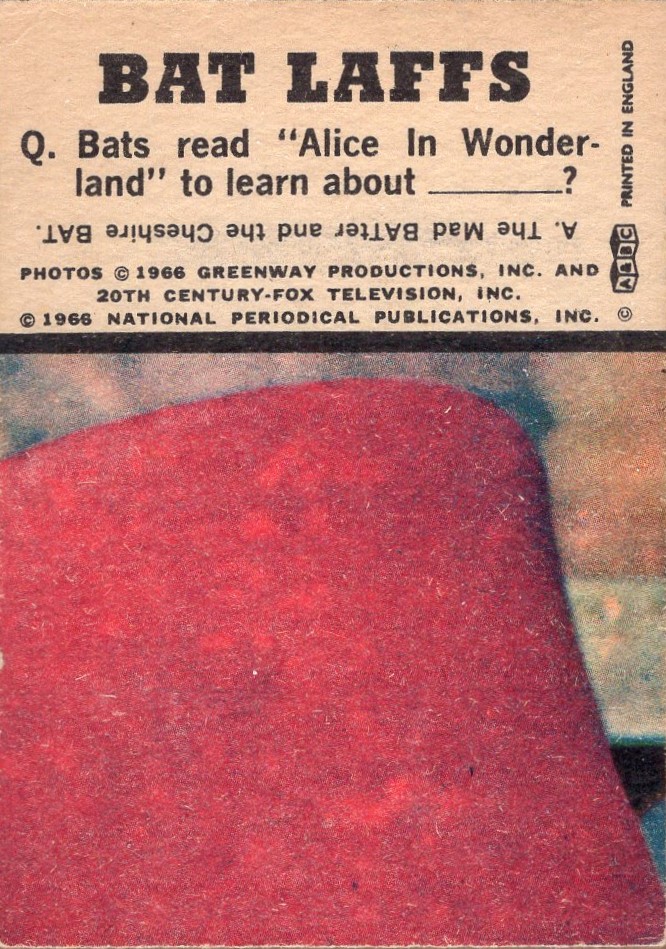 BAT LAFFS
Q. Bats read “Alice In Wonder-
land” to learn about ________?
A. The Mad BATter and the Cheshire BAT.
PHOTOS © 1966 GREENWAY PRODUCTIONS, INC. AND
20TH CENTURY-FOX TELEVISION, INC.
© 1966 NATIONAL PERIODICAL PUBLICATIONS, INC. ©
A&BC
PRINTED IN ENGLAND